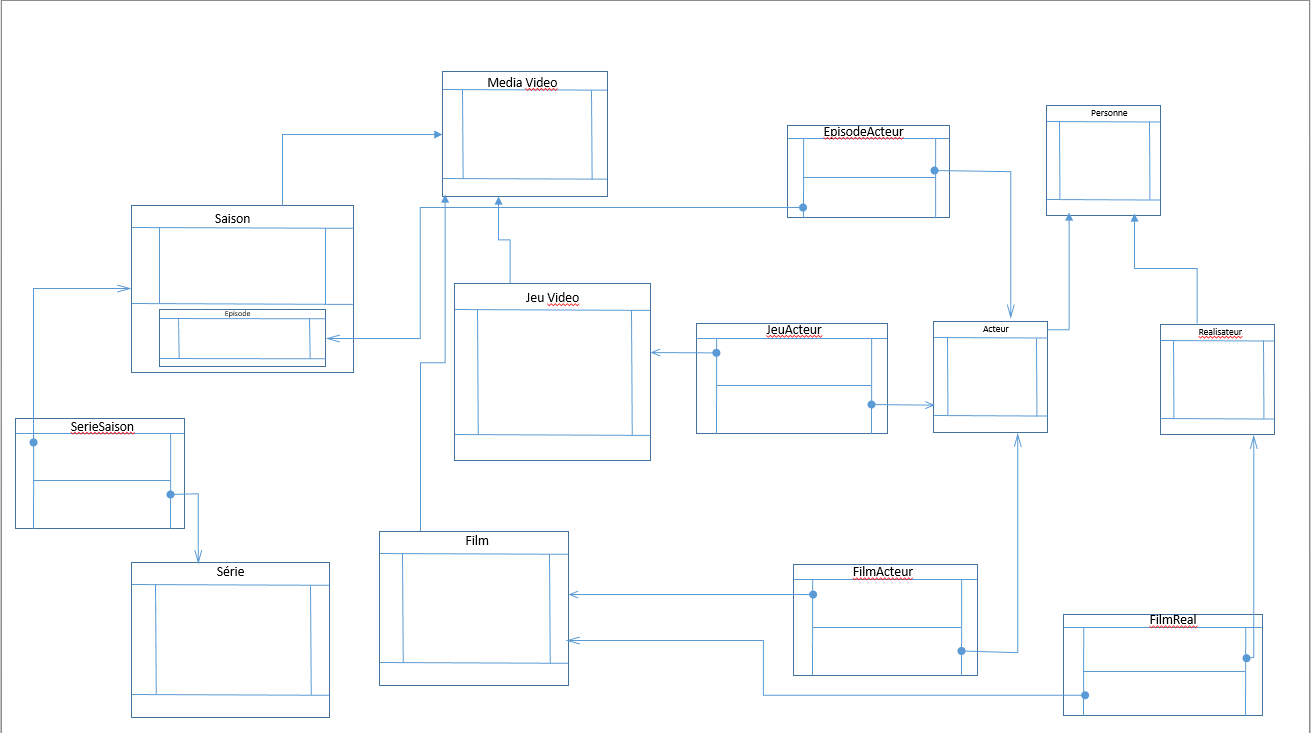 Media Video
Personne
EpisodeActeur
Saison
Jeu Video
Episode
JeuActeur
Acteur
Realisateur
SerieSaison
Film
Série
FilmActeur
FilmReal